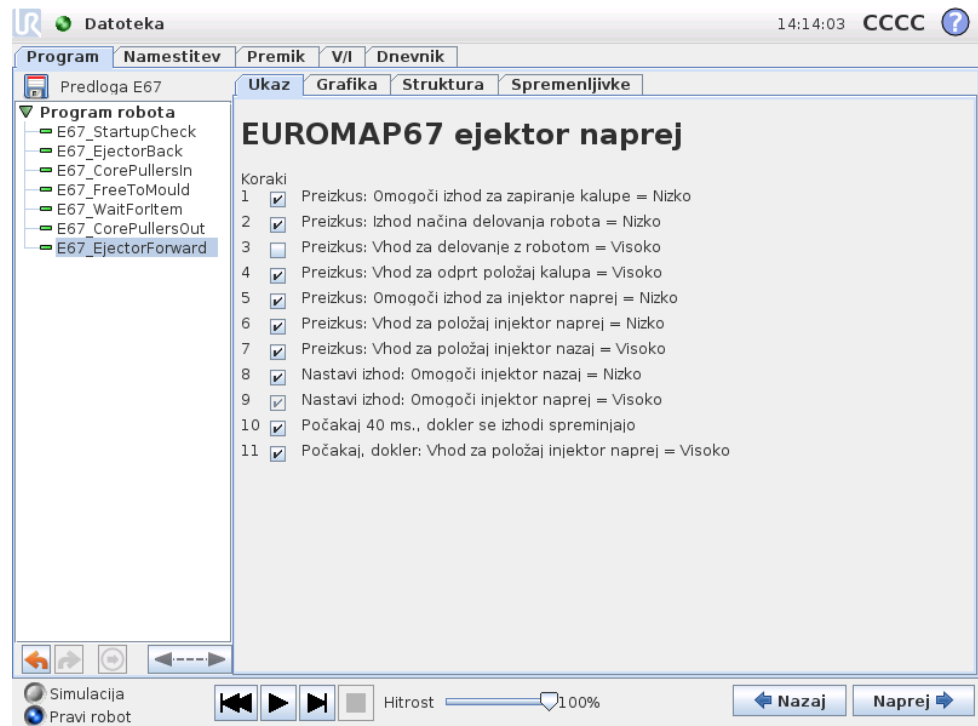 UR Datoteka 14:14:03 CCCC ?
Program Namestitev Premik V/I Dnevnik
Predloga E67
Ukaz Grafika Struktura Spremenljivke
Program robota
E67_StartupCheck
E67_EjectorBack
E67_CorePullersIn
E67_FreeToMould
E67_WaitForItem
E67_CorePullersOut
E67_EjectorForward
EUROMAP67 ejektor naprej
Koraki
1 Preizkus: Omogoči izhod za zapiranje kalupe = Nizko
2 Preizkus: Izhod načina delovanja robota = Nizko
3 Preizkus: Vhod za delovanje z robotom = Visoko
4 Preizkus: Vhod za odprt položaj kalupa = Visoko
5 Preizkus: Omogoči izhod za injektor naprej = Nizko
6 Preizkus: Vhod za položaj injektor naprej = Nizko
7 Preizkus: Vhod za položaj injektor nazaj = Visoko
8 Nastavi izhod: Omogoči injektor nazaj = Nizko
9 Nastavi izhod: Omogoči injektor naprej = Visoko
10 Počakaj 40 ms., dokler se izhodi spreminjajo
11 Počakaj, dokler: Vhod za položaj injektor naprej = Visoko
Simulacija
Pravi robot
Hitrost 100%
Nazaj Naprej